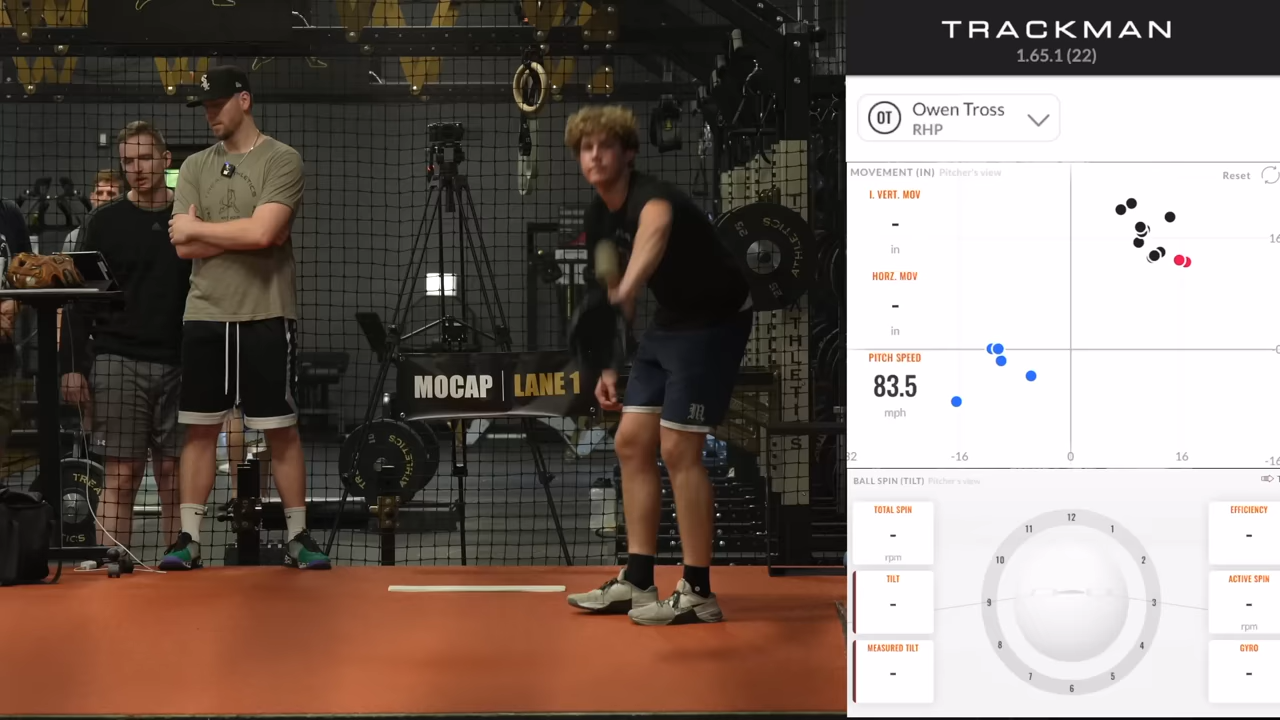 TRACKMAN
1.65.1 (22)
OT
Owen Tross
RHP
MOVEMENT (IN) Pitcher's view
Reset
I. VERT. MOV
-
in
16
HORZ. MOV
-
in
PITCH SPEED
83.5
mph
-16 0 16
-16
MOCAP | LANE 1
BALL SPIN (TILT) Pitcher's view
TOTAL SPIN
-
rpm
TILT
-
MEASURED TILT
-
12
1
2
3
4
5
6
7
8
9
10
11
EFFICIENCY
-
ACTIVE SPIN
-
rpm
GYRO
-
25
ATHLETICS
M